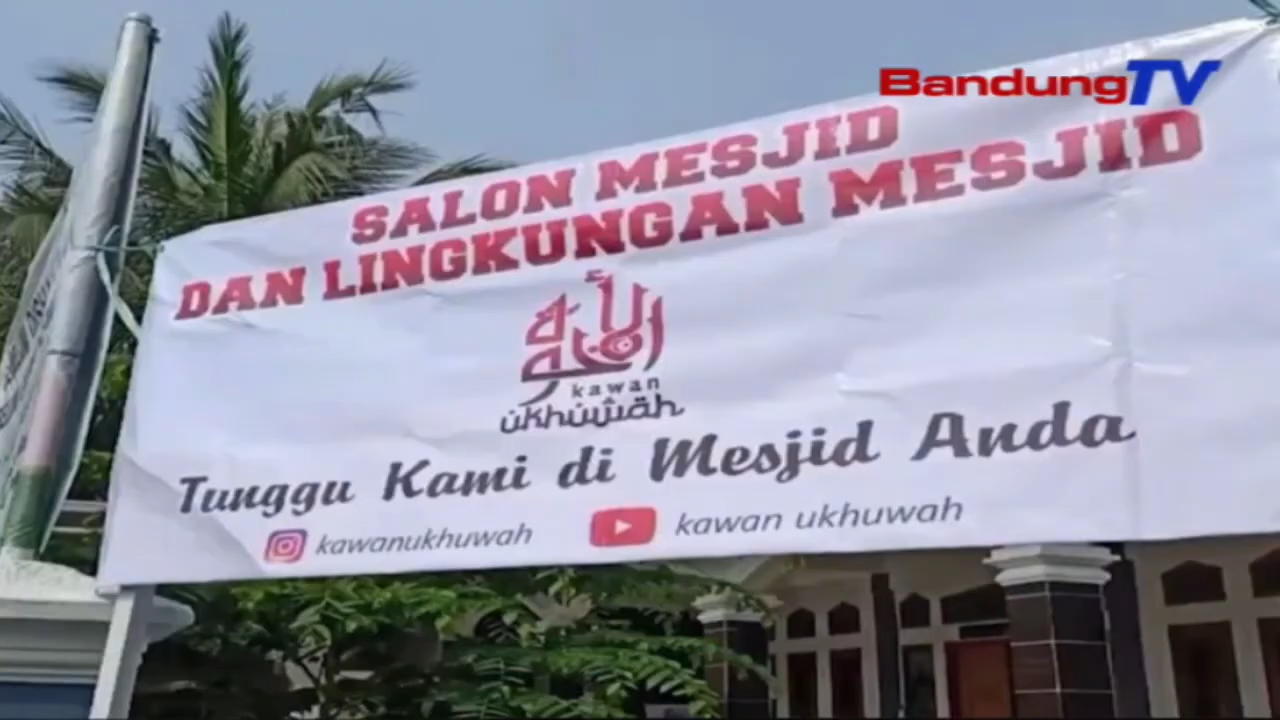 BandungTV
SALON MESJID
DAN LINGKUNGAN MESJID
kawan
ukhuwah
Tunggu Kami di Mesjid Anda
kawanukhuwah
kawan ukhuwah